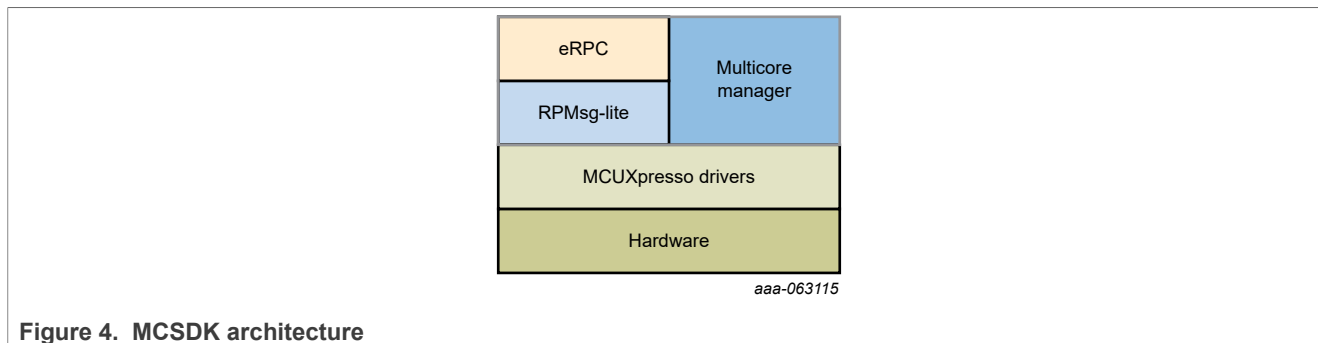 eRPC
Multicore
manager
RPMsg-lite
MCUXpresso drivers
Hardware
aaa-063115
Figure 4. MCSDK architecture